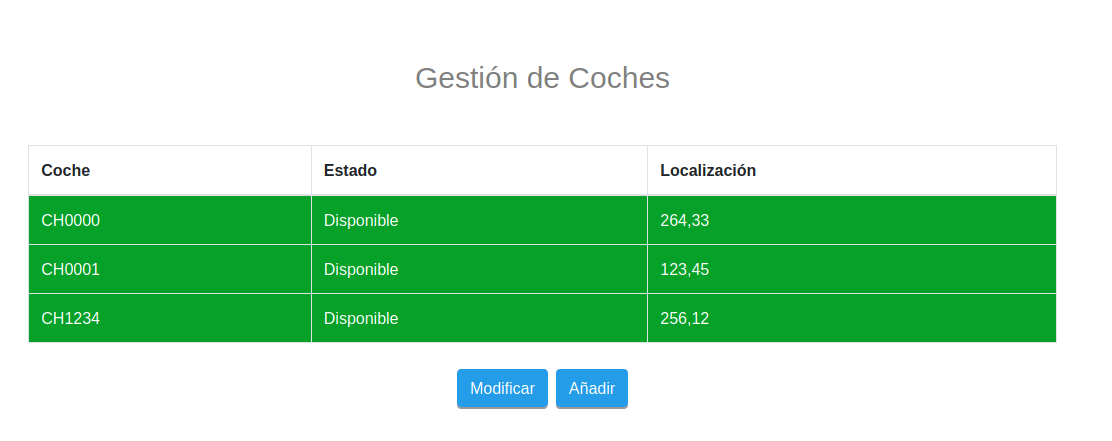 Gestión de Coches
Coche Estado Localización
CH0000 Disponible 264,33
CH0001 Disponible 123,45
CH1234 Disponible 256,12
Modificar Añadir